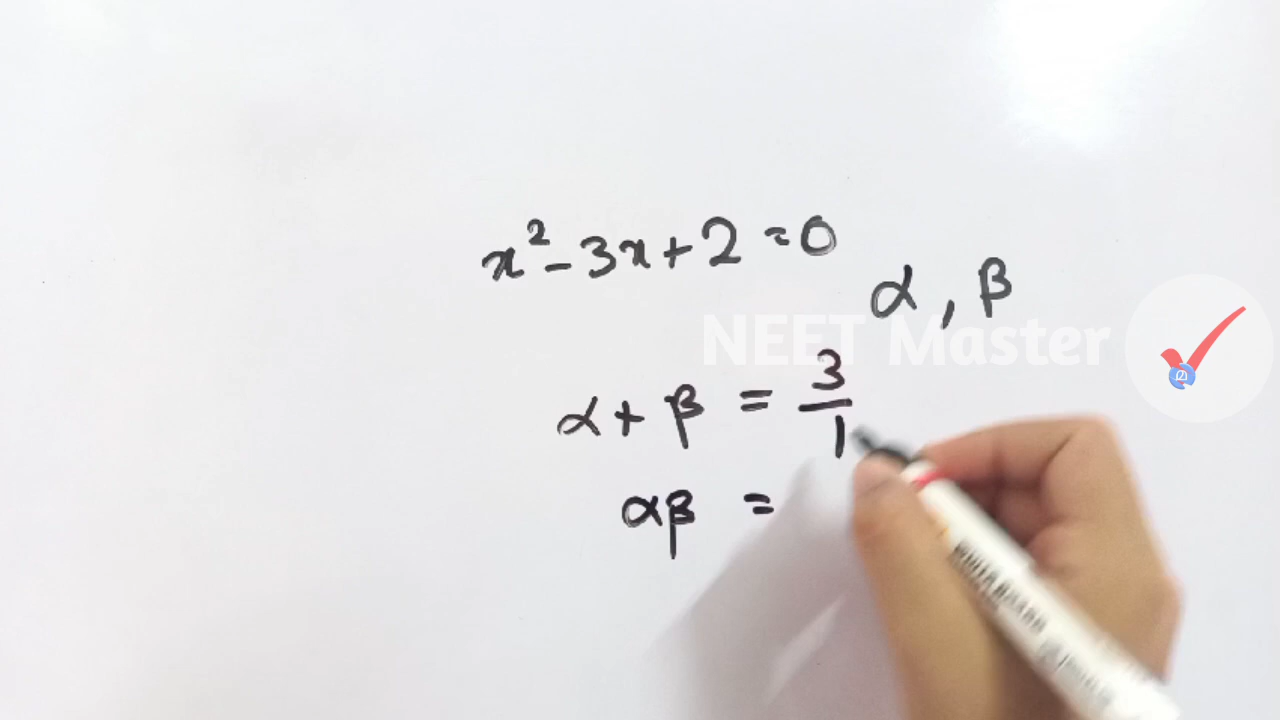 x² - 3x + 2 = 0
α, β
NEET Master
α + β = 3/1
αβ =